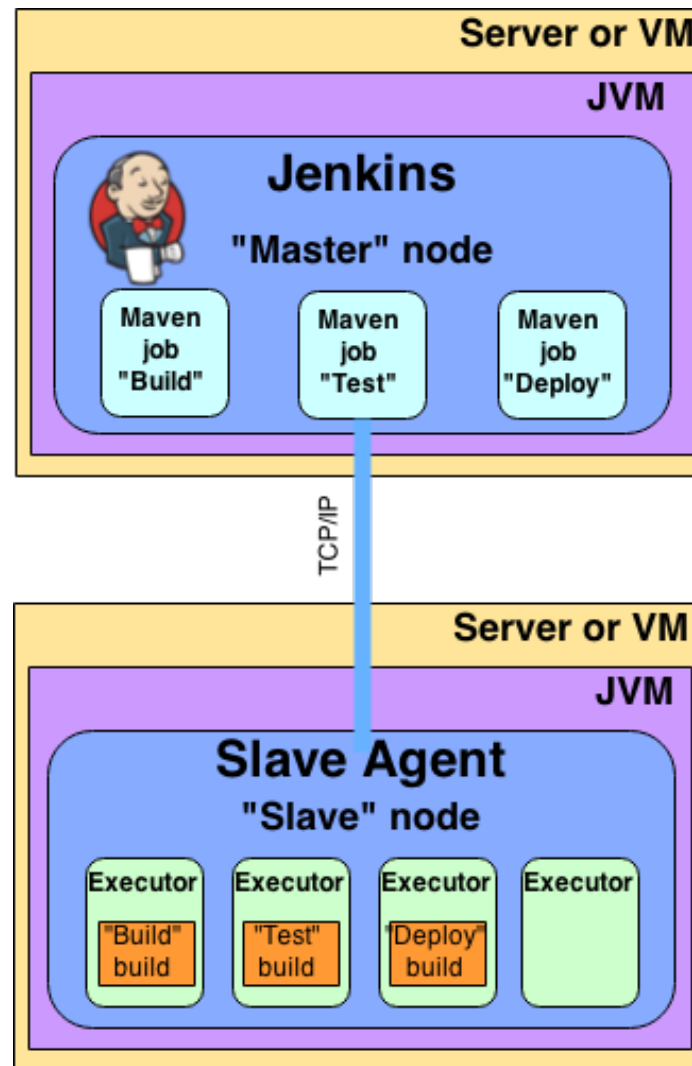 Server or VM
JVM
Jenkins
"Master" node
Maven
job
"Build"
Maven
job
"Test"
Maven
job
"Deploy"
TCP/IP
Server or VM
JVM
Slave Agent
"Slave" node
Executor
"Build"
build
Executor
"Test"
build
Executor
"Deploy"
build
Executor